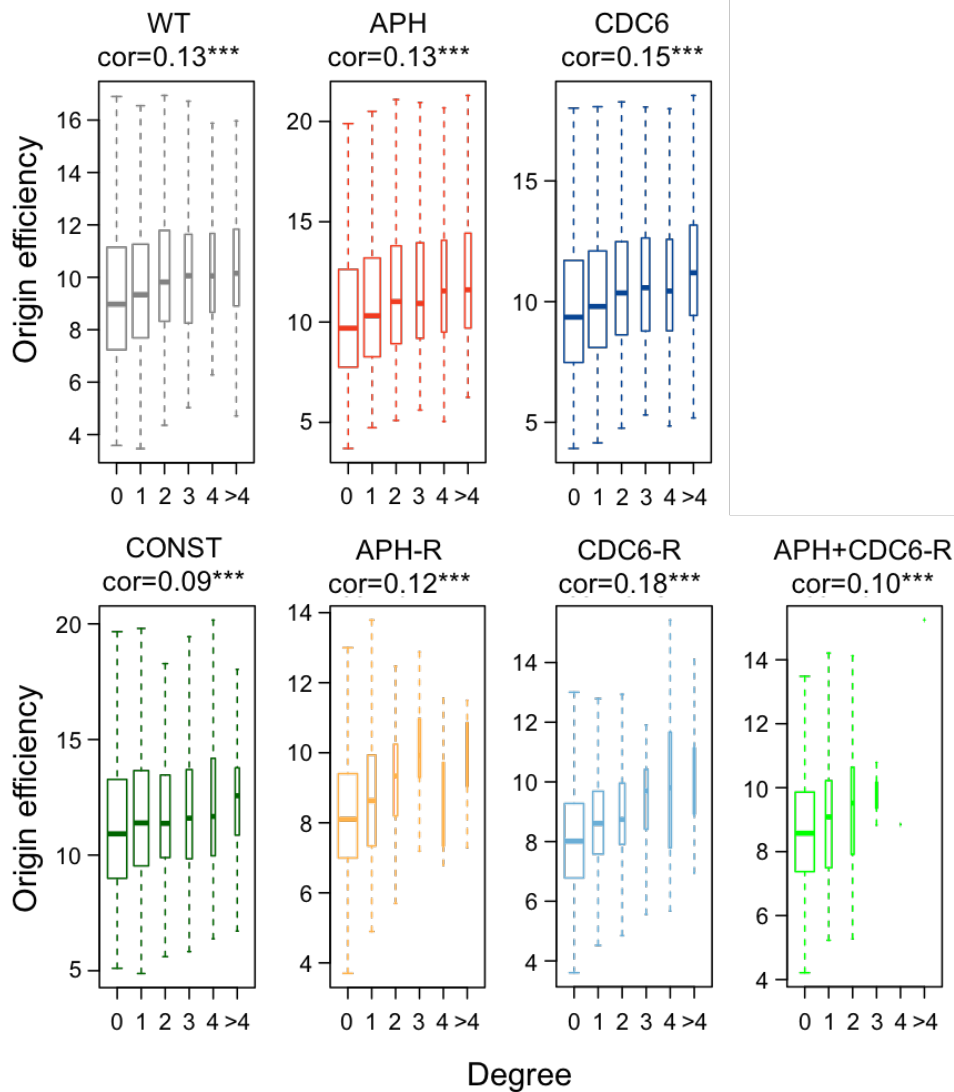 WT APH CDC6
cor=0.13*** cor=0.13*** cor=0.15***
Origin efficiency
16
14
12
10
8
6
4
20
15
10
5
15
10
5
0 1 2 3 4 >4
0 1 2 3 4 >4
0 1 2 3 4 >4
CONST APH-R CDC6-R APH+CDC6-R
cor=0.09*** cor=0.12*** cor=0.18*** cor=0.10***
Origin efficiency
20
15
10
5
14
12
10
8
6
4
14
12
10
8
6
4
14
12
10
8
6
4
0 1 2 3 4 >4
0 1 2 3 4 >4
0 1 2 3 4 >4
0 1 2 3 4 >4
Degree